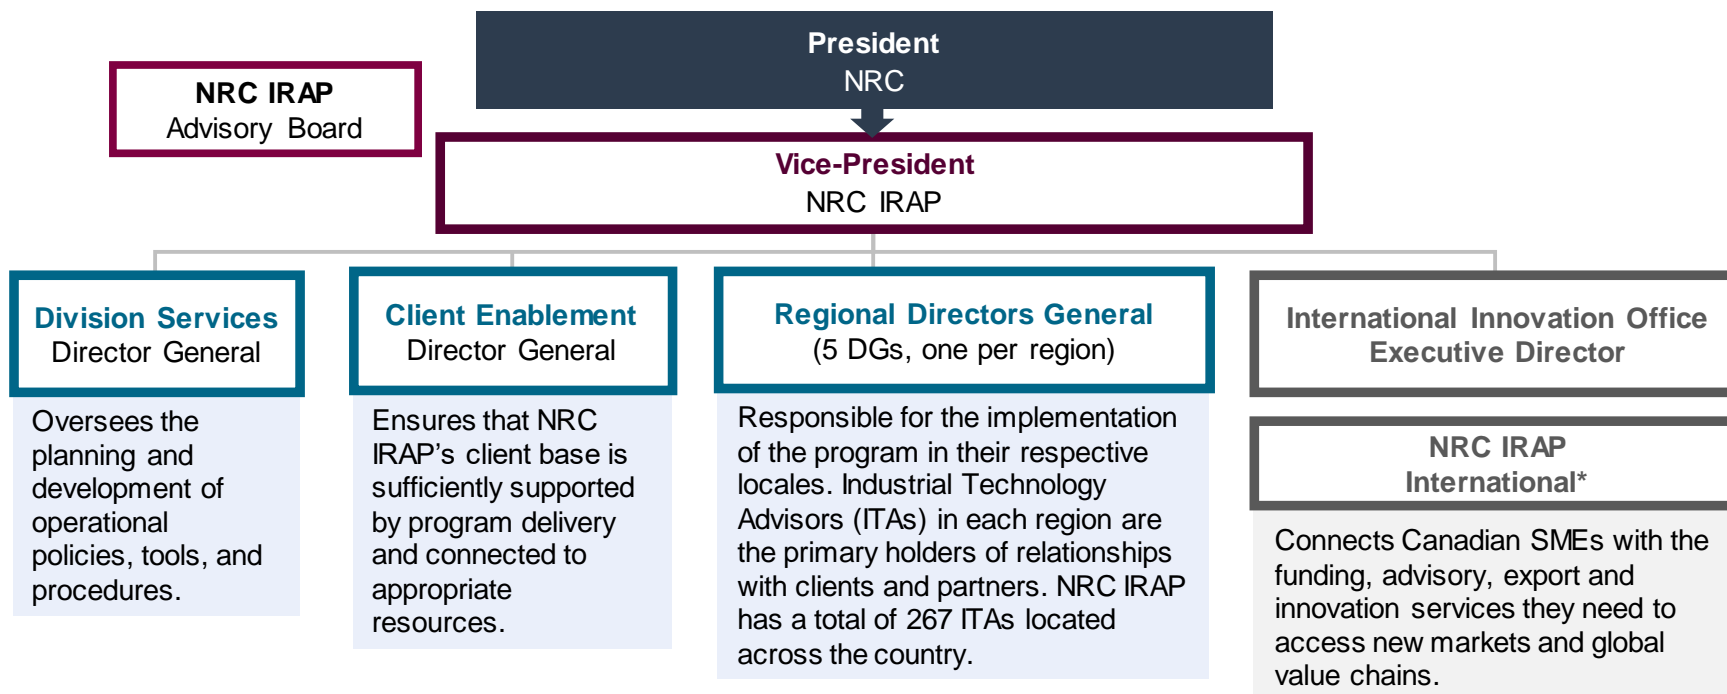 President
NRC
NRC IRAP
Advisory Board
Vice-President
NRC IRAP
Division Services
Director General
Oversees the
planning and
development of
operational
policies, tools, and
procedures.
Client Enablement
Director General
Ensures that NRC
IRAP's client base is
sufficiently supported
by program delivery
and connected to
appropriate
resources.
Regional Directors General
(5 DGs, one per region)
Responsible for the implementation
of the program in their respective
locales. Industrial Technology
Advisors (ITAs) in each region are
the primary holders of relationships
with clients and partners. NRC IRAP
has a total of 267 ITAs located
across the country.
International Innovation Office
Executive Director
NRC IRAP
International*
Connects Canadian SMEs with the
funding, advisory, export and
innovation services they need to
access new markets and global
value chains.